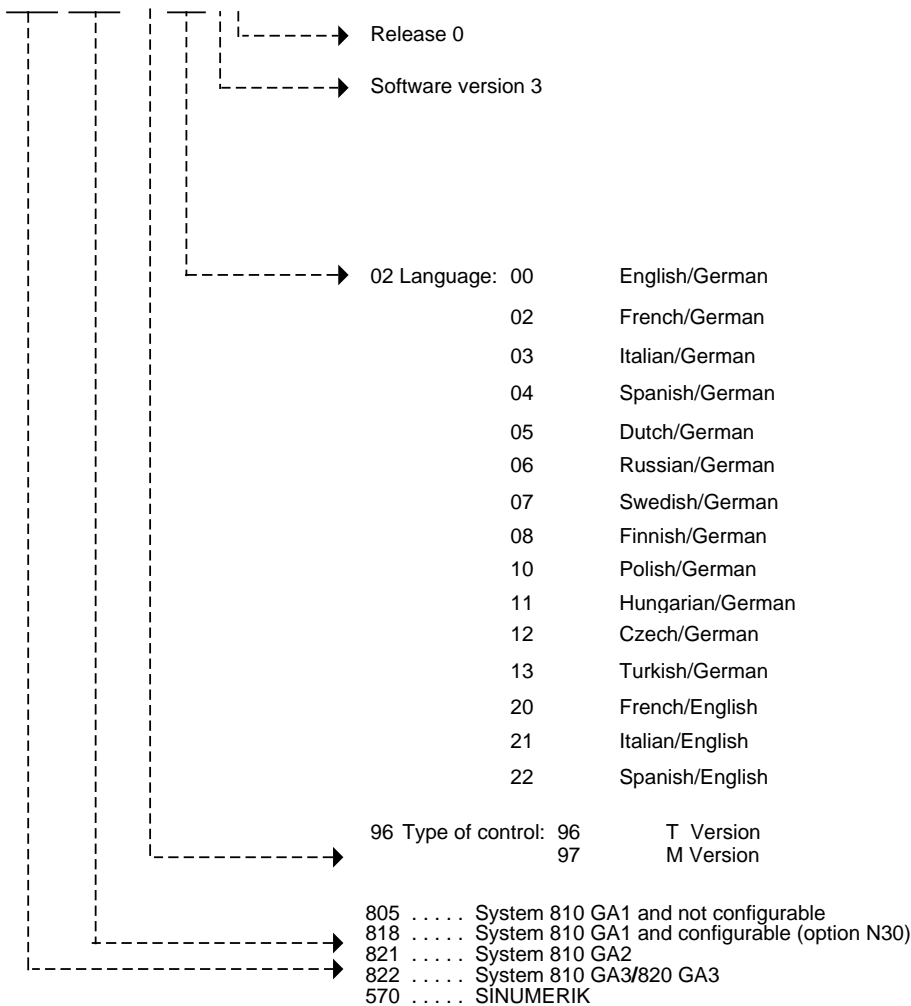 Release 0
Software version 3
02 Language: 00 English/German
02 French/German
03 Italian/German
04 Spanish/German
05 Dutch/German
06 Russian/German
07 Swedish/German
08 Finnish/German
10 Polish/German
11 Hungarian/German
12 Czech/German
13 Turkish/German
20 French/English
21 Italian/English
22 Spanish/English
96 Type of control: 96 T Version
97 M Version
805 . . . . . System 810 GA1 and not configurable
818 . . . . . System 810 GA1 and configurable (option N30)
821 . . . . . System 810 GA2
822 . . . . . System 810 GA3/820 GA3
570 . . . . . SINUMERIK